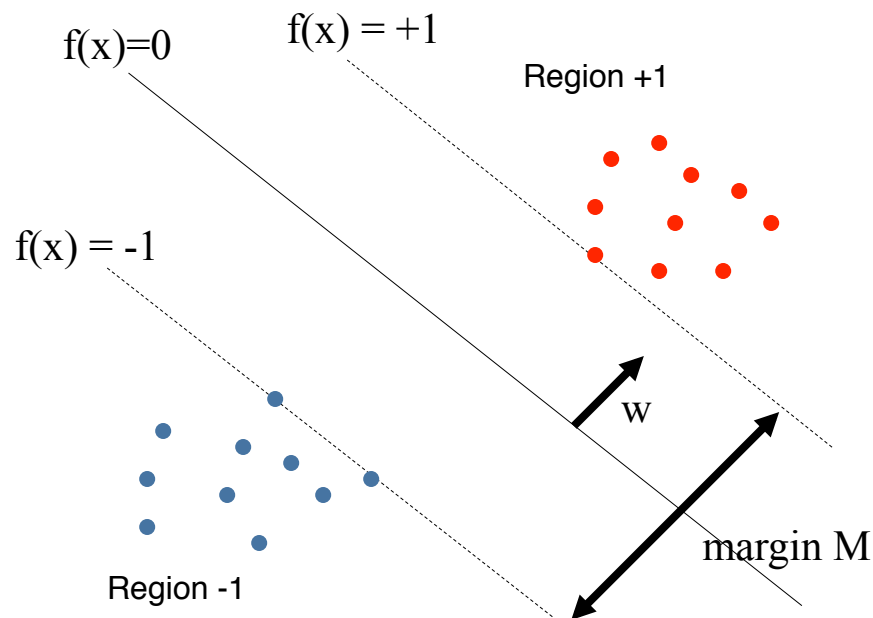 f(x) = +1
f(x)=0
Region +1
f(x) = -1
w
margin M
Region -1